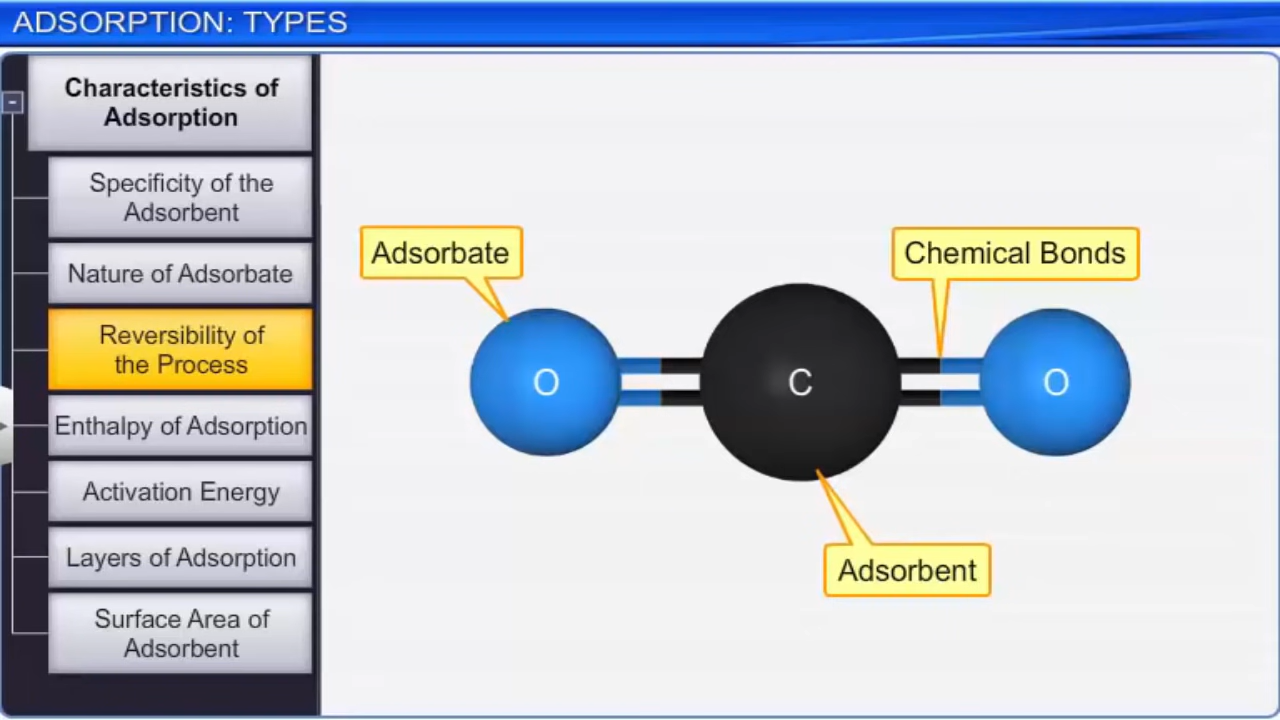 ADSORPTION: TYPES
Characteristics of
Adsorption
Specificity of the
Adsorbent
Nature of Adsorbate
Reversibility of
the Process
Enthalpy of Adsorption
Activation Energy
Layers of Adsorption
Surface Area of
Adsorbent
Adsorbate
Chemical Bonds
O
C
O
Adsorbent